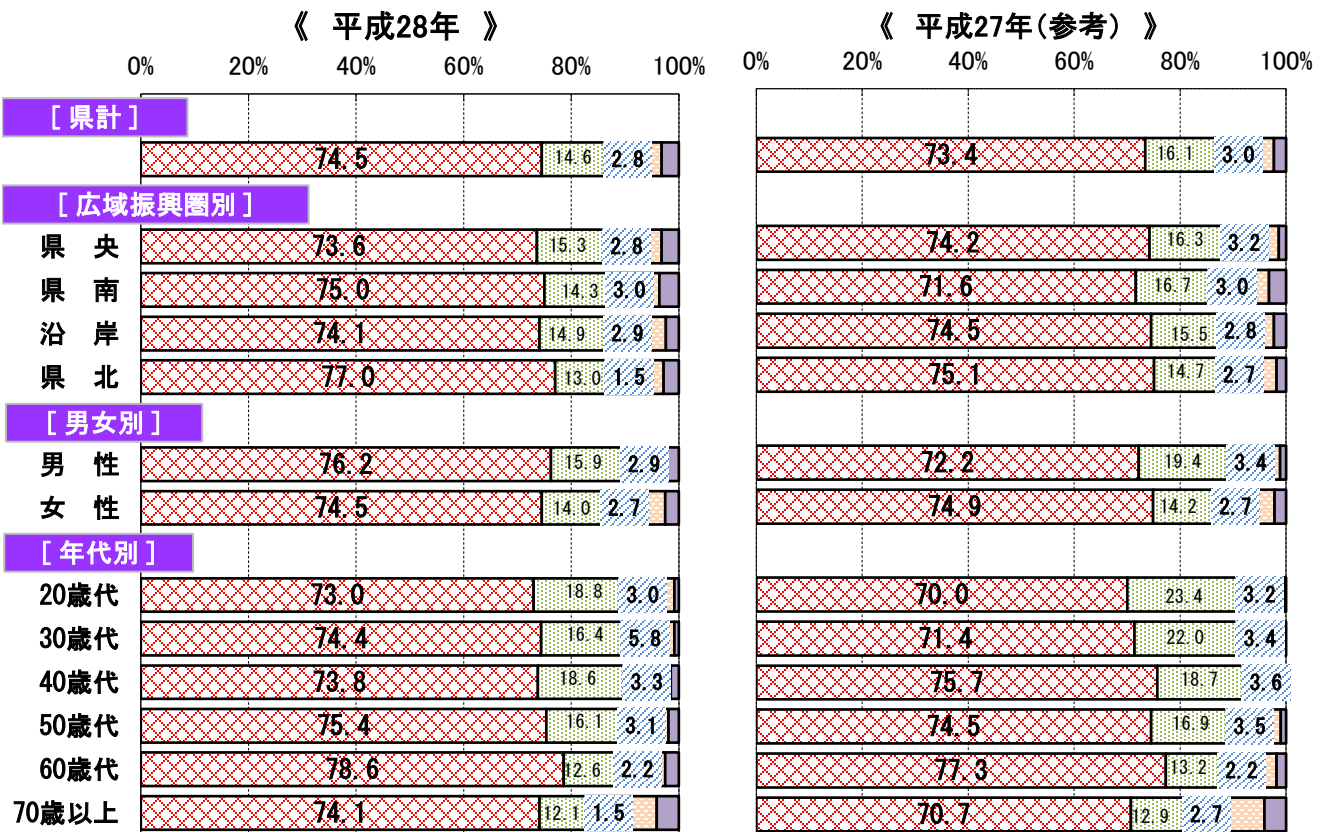 《 平成28年 》 《 平成27年(参考) 》
0% 20% 40% 60% 80% 100% 0% 20% 40% 60% 80% 100%
[ 県計 ]
74.5 14.6 2.8 73.4 16.1 3.0
[ 広域振興圏別 ]
県 央 73.6 15.3 2.8 74.2 16.3 3.2
県 南 75.0 14.3 3.0 71.6 16.7 3.0
沿 岸 74.1 14.9 2.9 74.5 15.5 2.8
県 北 77.0 13.0 1.5 75.1 14.7 2.7
[ 男女別 ]
男 性 76.2 15.9 2.9 72.2 19.4 3.4
女 性 74.5 14.0 2.7 74.9 14.2 2.7
[ 年代別 ]
20歳代 73.0 18.8 3.0 70.0 23.4 3.2
30歳代 74.4 16.4 5.8 71.4 22.0 3.4
40歳代 73.8 18.6 3.3 75.7 18.7 3.6
50歳代 75.4 16.1 3.1 74.5 16.9 3.5
60歳代 78.6 12.6 2.2 77.3 13.2 2.2
70歳以上 74.1 12.1 1.5 70.7 12.9 2.7